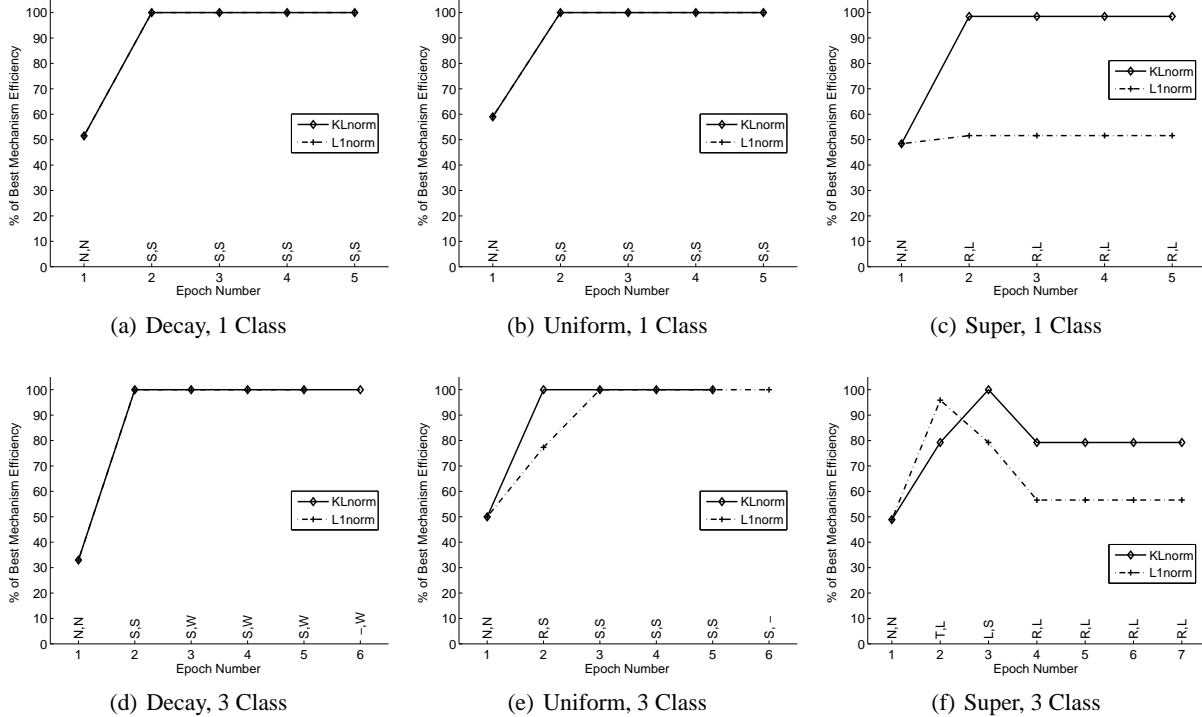 100
90
80
70
60
50
40
30
20
10
0
% of Best Mechanism Efficiency
KLnorm
L1norm
N,N
S,S
S,S
S,S
S,S
1 2 3 4 5
Epoch Number
(a) Decay, 1 Class
100
90
80
70
60
50
40
30
20
10
0
% of Best Mechanism Efficiency
KLnorm
L1norm
N,N
S,S
S,S
S,S
S,S
1 2 3 4 5
Epoch Number
(b) Uniform, 1 Class
100
90
80
70
60
50
40
30
20
10
0
% of Best Mechanism Efficiency
KLnorm
L1norm
N,N
R,L
R,L
R,L
R,L
1 2 3 4 5
Epoch Number
(c) Super, 1 Class
100
90
80
70
60
50
40
30
20
10
0
% of Best Mechanism Efficiency
KLnorm
L1norm
N,N
S,S
S,W
S,W
S,W
–,W
1 2 3 4 5 6
Epoch Number
(d) Decay, 3 Class
100
90
80
70
60
50
40
30
20
10
0
% of Best Mechanism Efficiency
KLnorm
L1norm
N,N
R,S
S,S
S,S
S,S
S,–
1 2 3 4 5 6
Epoch Number
(e) Uniform, 3 Class
100
90
80
70
60
50
40
30
20
10
0
% of Best Mechanism Efficiency
KLnorm
L1norm
N,N
T,L
L,S
R,L
R,L
R,L
R,L
1 2 3 4 5 6 7
Epoch Number
(f) Super, 3 Class